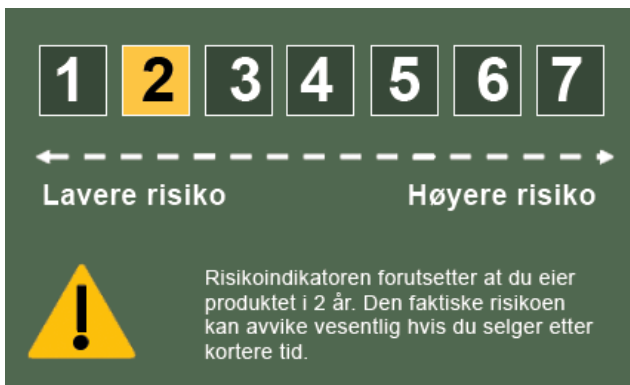 1 2 3 4 5 6 7
Lavere risiko Høyere risiko
Risikoindikatoren forutsetter at du eier
produktet i 2 år. Den faktiske risikoen
kan avvike vesentlig hvis du selger etter
kortere tid.